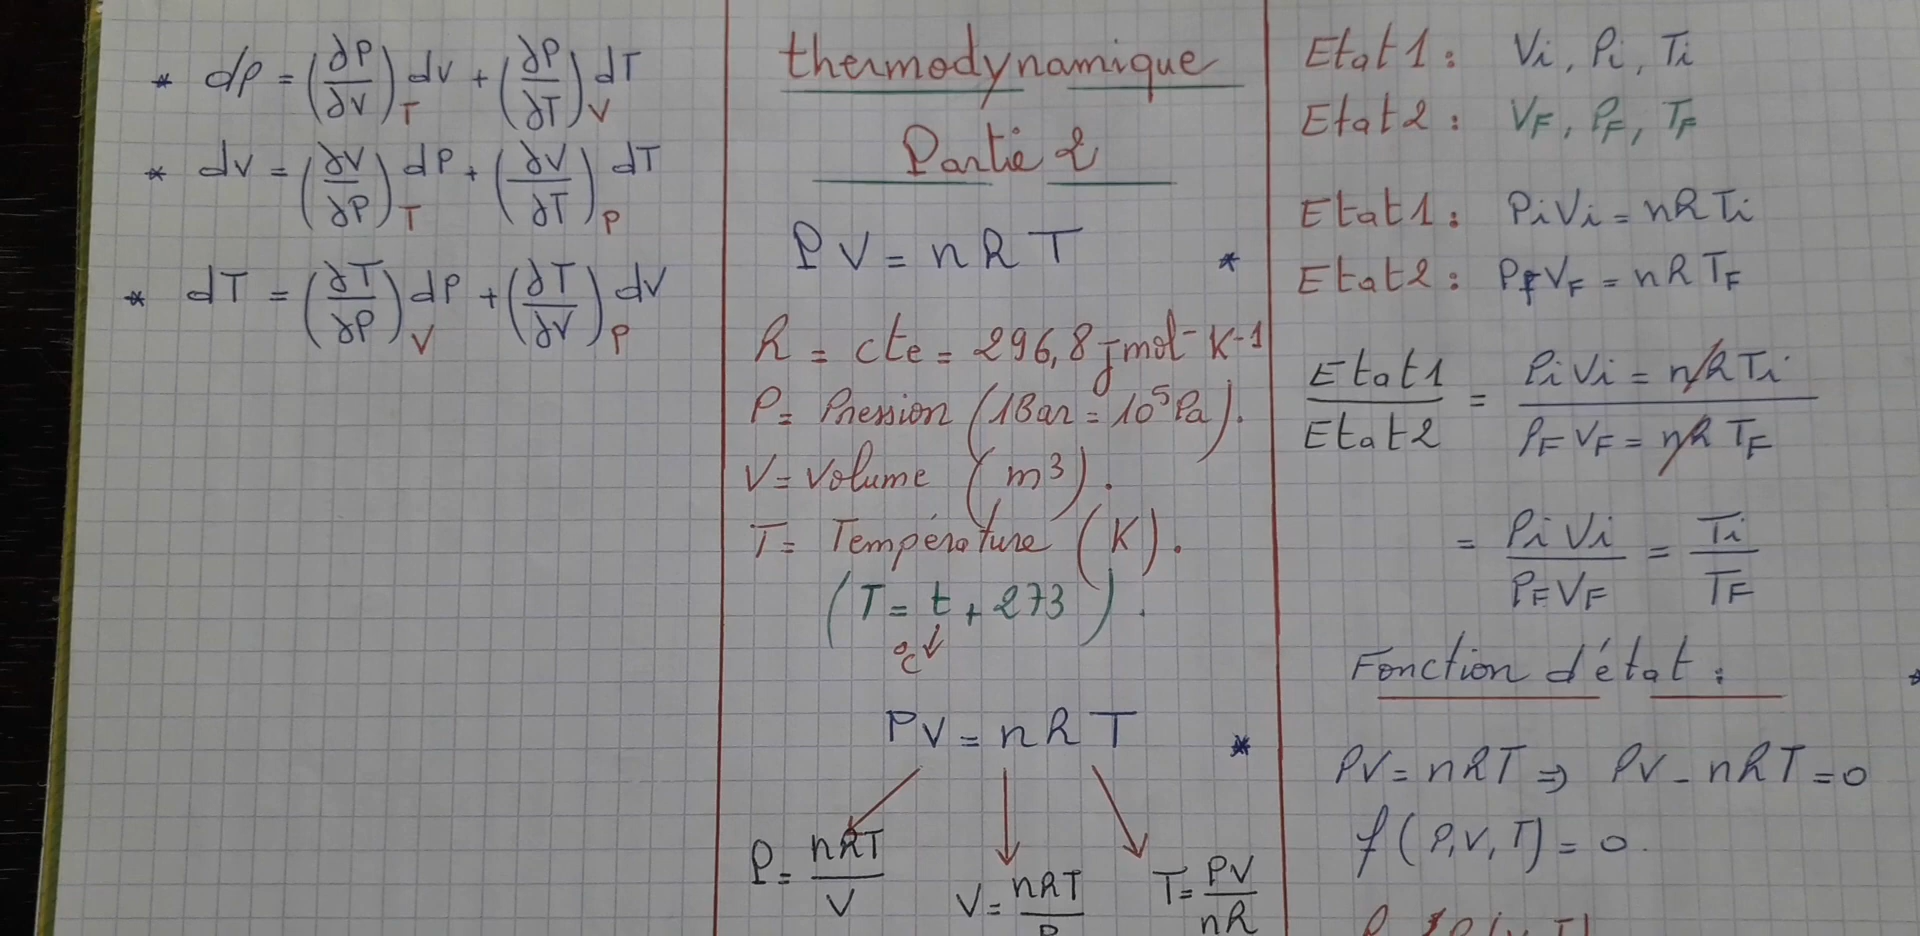 * dp = (∂P/∂V)_T dv + (∂P/∂T)_V dT
* dv = (∂V/∂P)_T dP + (∂V/∂T)_P dT
* dT = (∂T/∂P)_V dP + (∂T/∂V)_P dV
thermodynamique
Partie 2
PV = nRT *
R = cte = 296,8 J mol⁻ K-1
P = Pression (1Bar = 10⁵ Pa).
V = Volume (m³).
T = Température (K).
(T = t + 273).
°C
PV = nRT *
P = nRT/V
V = nRT/P
T = PV/nR
Etat 1 : Vi, Pi, Ti
Etat 2 : VF, PF, TF
Etat 1 : PiVi = nRTi
Etat 2 : PfVF = nRTF
Etat 1 / Etat 2 = PiVi = nRTi / PFVF = nRTF
= PiVi / PFVF = Ti / TF
Fonction d'état :
PV = nRT ⇒ PV - nRT = 0
f(P,V,T) = 0.